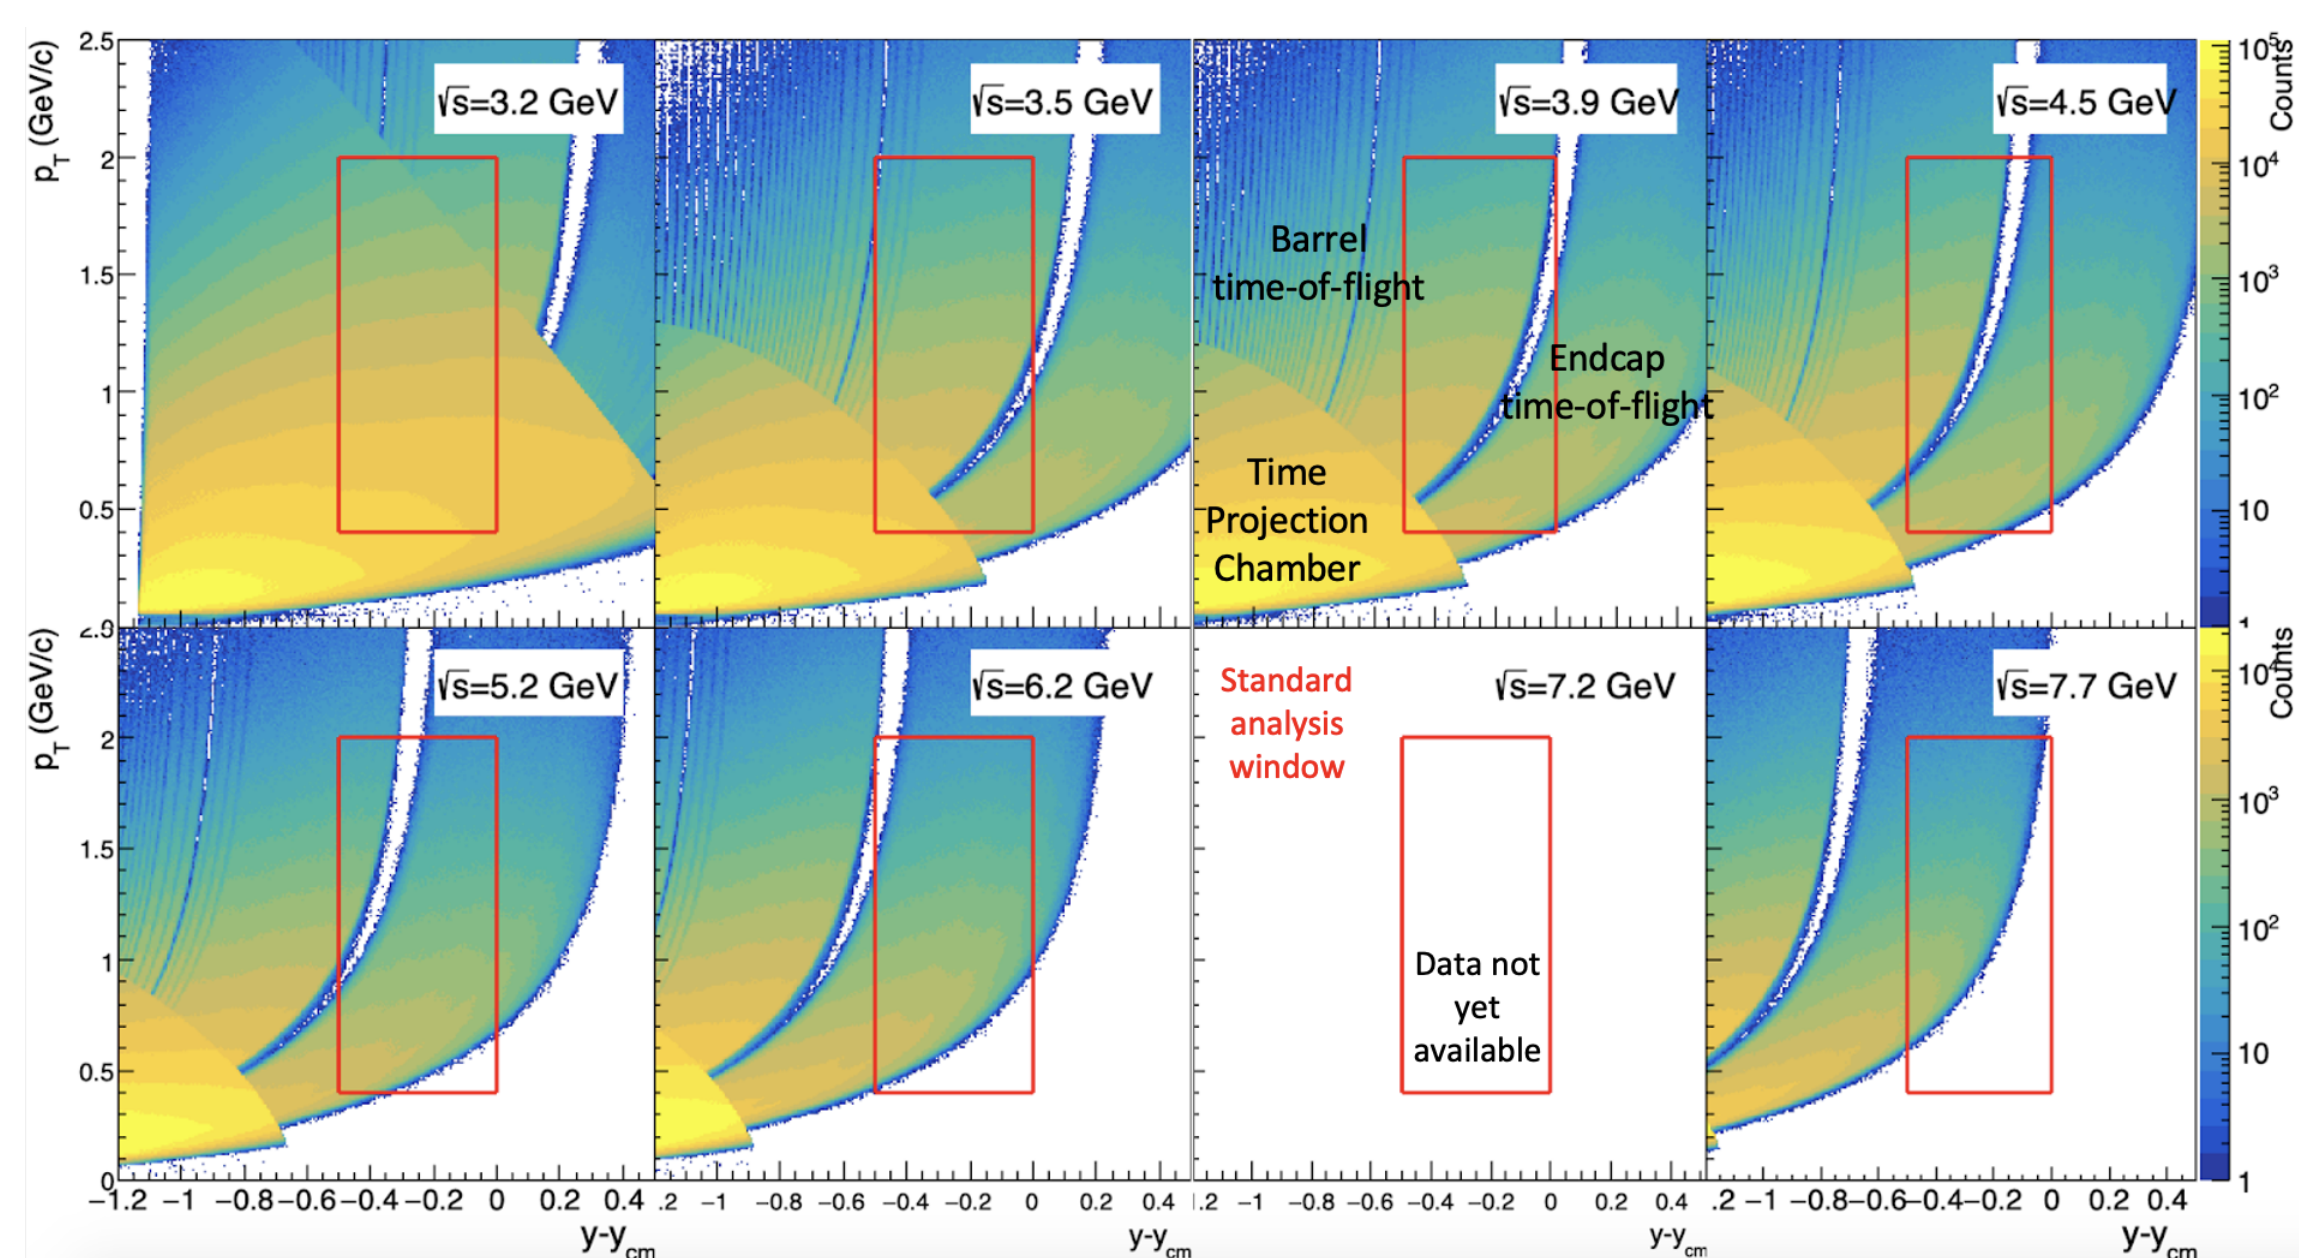 p_T (GeV/c)
2.5
2
1.5
1
0.5
√s=3.2 GeV
√s=3.5 GeV
√s=3.9 GeV
√s=4.5 GeV
Barrel
time-of-flight
Endcap
time-of-flight
Time
Projection
Chamber
10^5
10^4
10^3
10^2
10
1
Counts
p_T (GeV/c)
2
1.5
1
0.5
0
√s=5.2 GeV
√s=6.2 GeV
Standard
analysis
window
√s=7.2 GeV
Data not
yet
available
√s=7.7 GeV
10^4
10^3
10^2
10
1
Counts
−1.2 −1 −0.8 −0.6 −0.4 −0.2 0 0.2 0.4
.2 −1 −0.8 −0.6 −0.4 −0.2 0 0.2 0.4
.2 −1 −0.8 −0.6 −0.4 −0.2 0 0.2 0.4
.2 −1 −0.8 −0.6 −0.4 −0.2 0 0.2 0.4
y-y_cm
y-y_cm
y-y_cm
y-y_cm